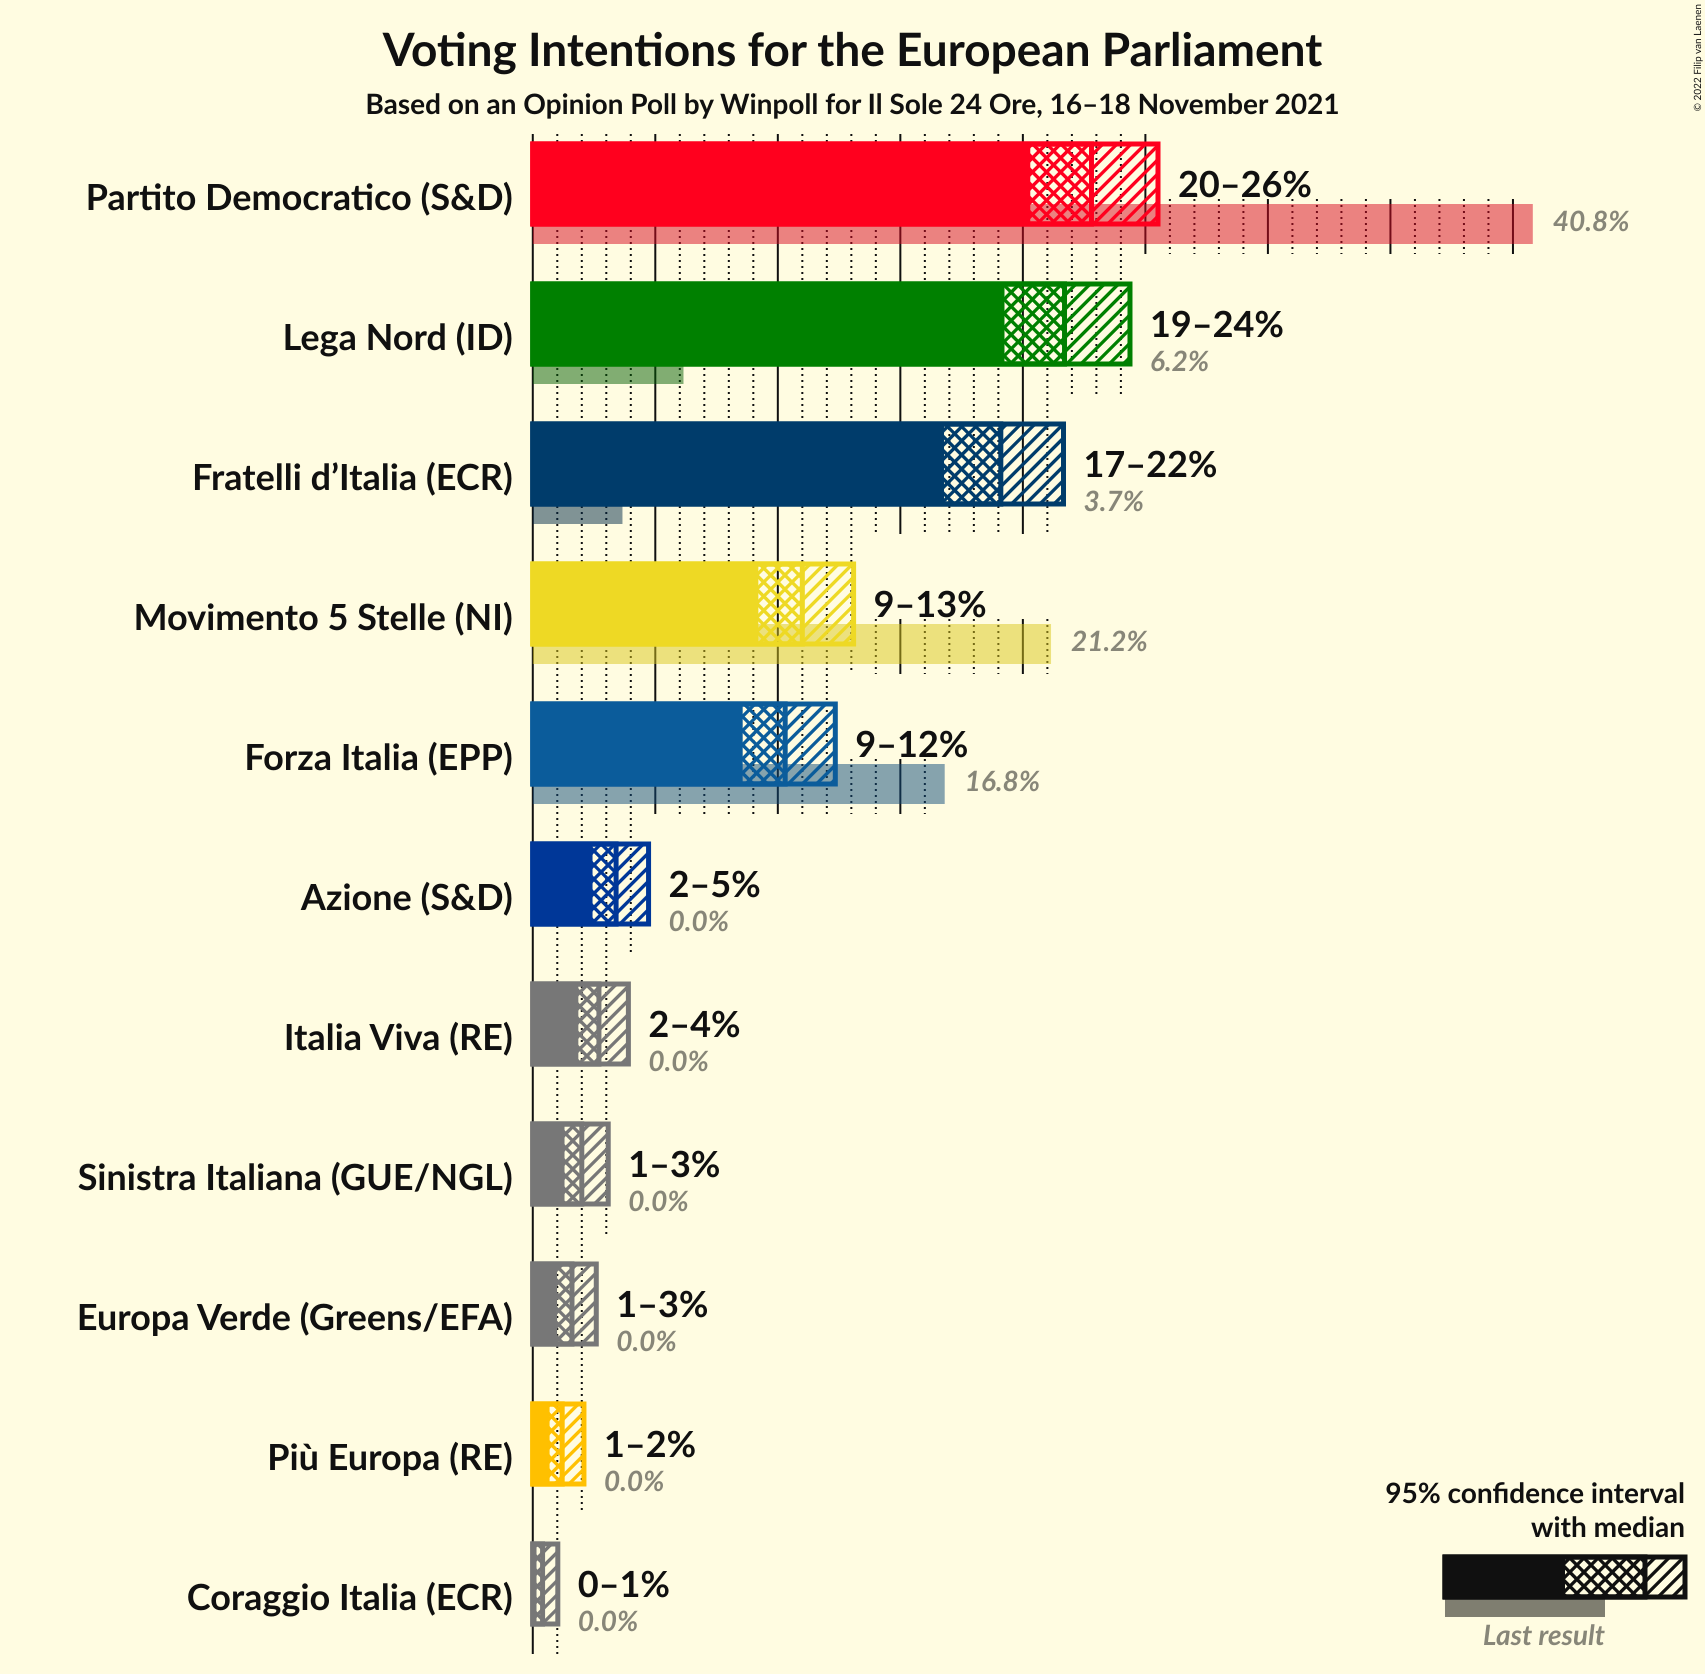 Voting Intentions for the European Parliament
Based on an Opinion Poll by Winpoll for Il Sole 24 Ore, 16–18 November 2021
© 2022 Filip van Laenen
Partito Democratico (S&D)
20–26%
40.8%
Lega Nord (ID)
19–24%
6.2%
Fratelli d’Italia (ECR)
17–22%
3.7%
Movimento 5 Stelle (NI)
9–13%
21.2%
Forza Italia (EPP)
9–12%
16.8%
Azione (S&D)
2–5%
0.0%
Italia Viva (RE)
2–4%
0.0%
Sinistra Italiana (GUE/NGL)
1–3%
0.0%
Europa Verde (Greens/EFA)
1–3%
0.0%
Più Europa (RE)
1–2%
0.0%
Coraggio Italia (ECR)
0–1%
0.0%
95% confidence interval
with median
Last result